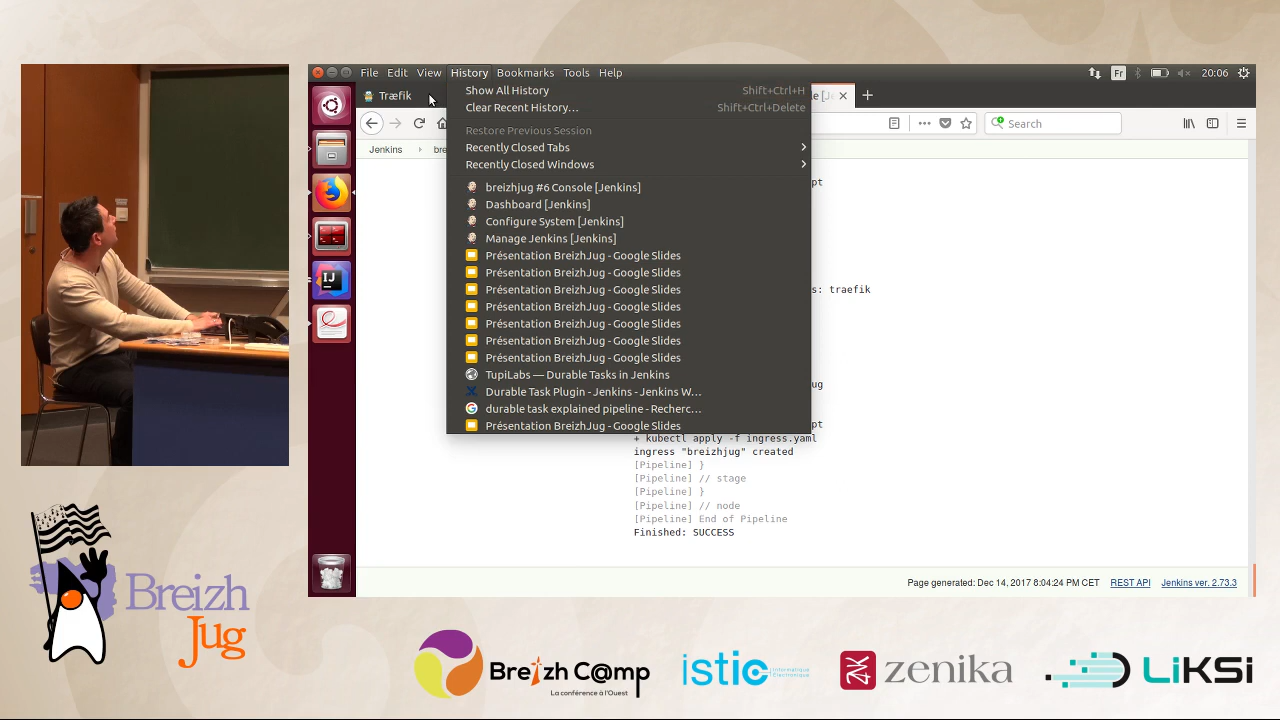 File Edit View History Bookmarks Tools Help
Fr
20:06
Træfik
e [J
Show All History Shift+Ctrl+H
Clear Recent History… Shift+Ctrl+Delete
Restore Previous Session
Recently Closed Tabs
Recently Closed Windows
breizhjug #6 Console [Jenkins]
Dashboard [Jenkins]
Configure System [Jenkins]
Manage Jenkins [Jenkins]
Présentation BreizhJug - Google Slides
Présentation BreizhJug - Google Slides
Présentation BreizhJug - Google Slides
Présentation BreizhJug - Google Slides
Présentation BreizhJug - Google Slides
Présentation BreizhJug - Google Slides
Présentation BreizhJug - Google Slides
TupiLabs — Durable Tasks in Jenkins
Durable Task Plugin - Jenkins - Jenkins W…
durable task explained pipeline - Recherc…
Présentation BreizhJug - Google Slides
Search
Jenkins bre
pt
s: traefik
ug
pt
+ kubectl apply -f ingress.yaml
ingress "breizhjug" created
[Pipeline] }
[Pipeline] // stage
[Pipeline] }
[Pipeline] // node
[Pipeline] End of Pipeline
Finished: SUCCESS
Page generated: Dec 14, 2017 8:04:24 PM CET REST API Jenkins ver. 2.73.3
IJ
Breizh
Jug
Breizh C@mp
La conférence à l'Ouest
istic Informatique
Électronique
zenika
LiKSi